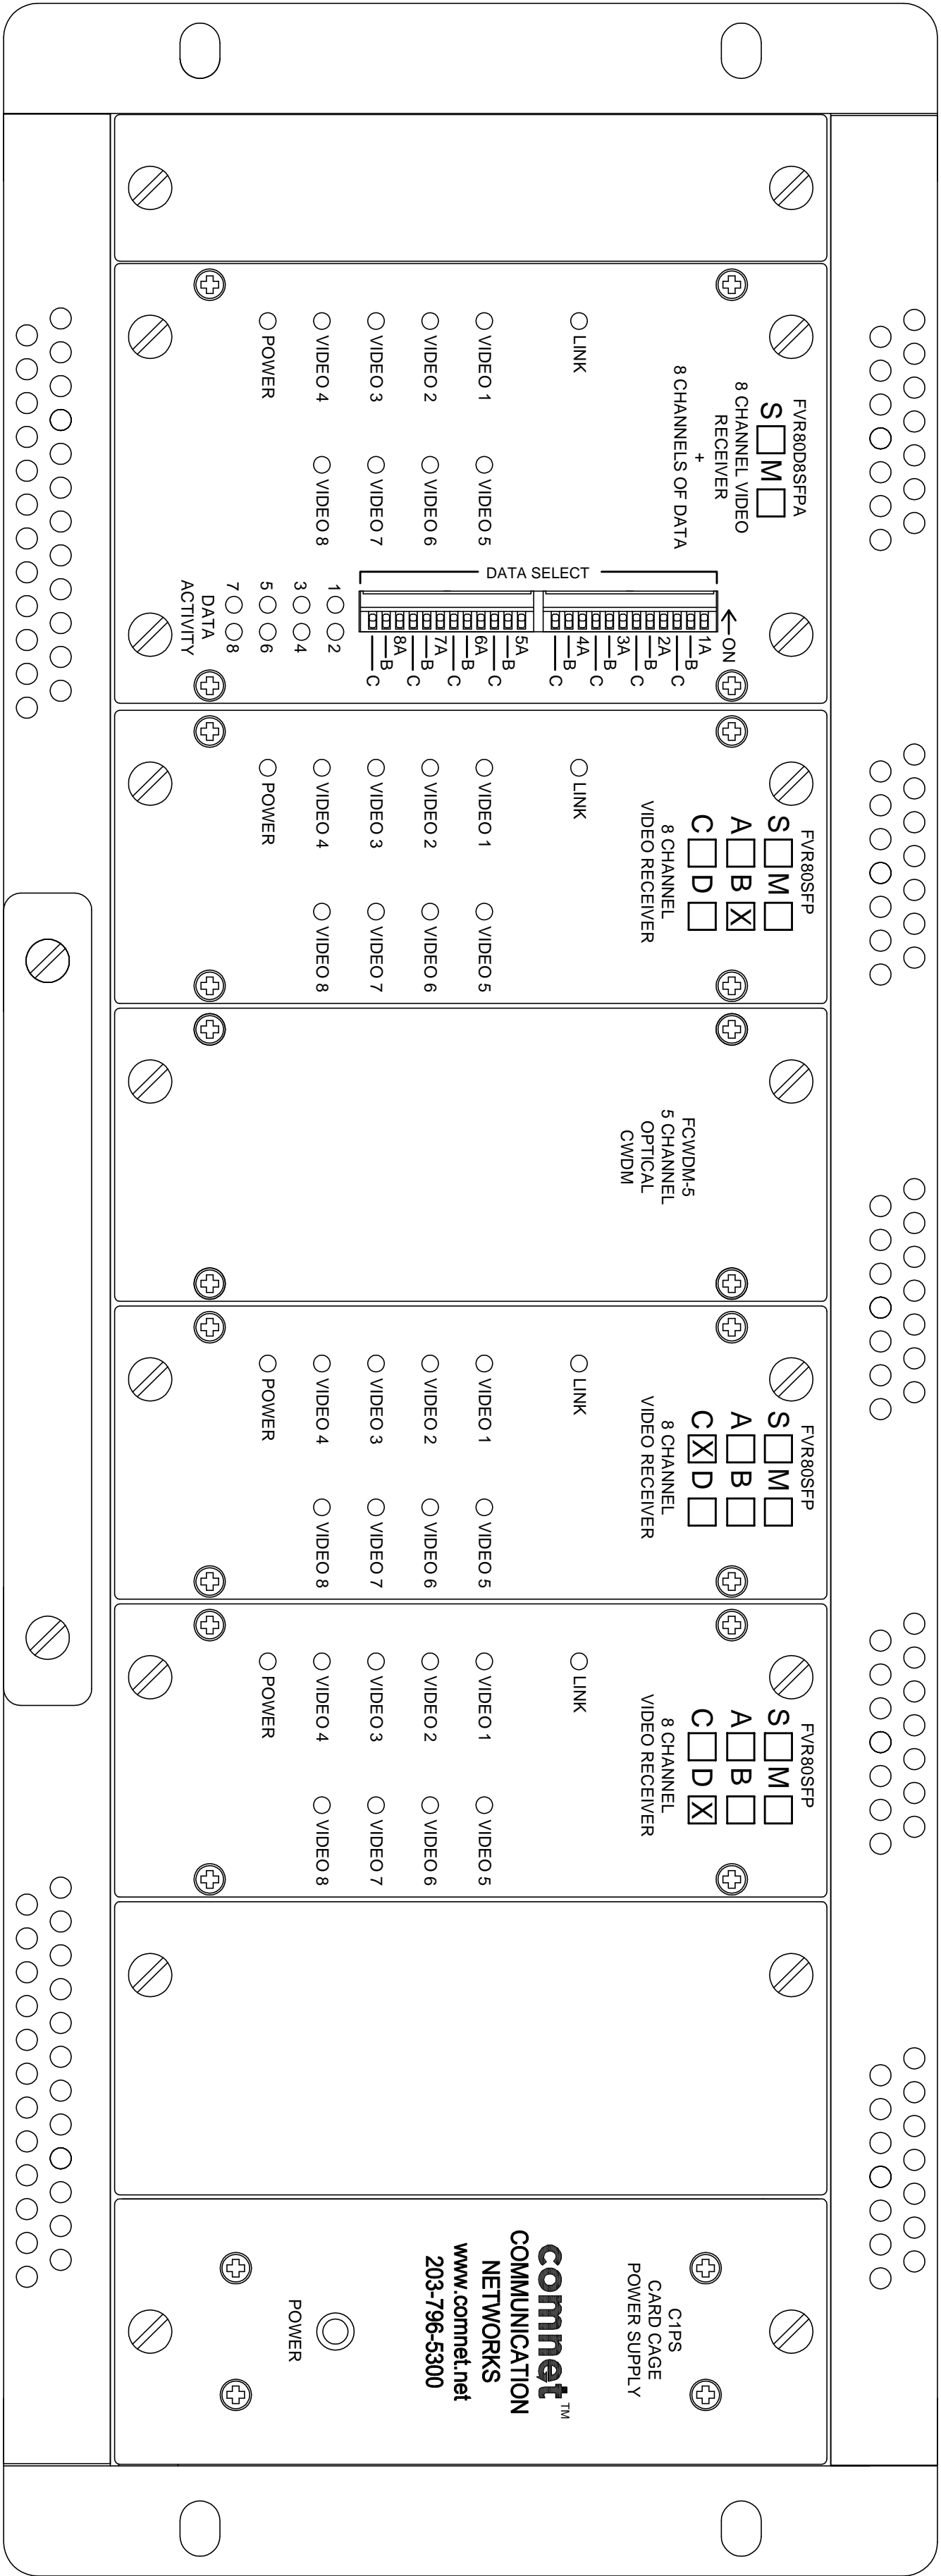 FVR80D8SFPA
S M
8 CHANNEL VIDEO
RECEIVER
+
8 CHANNELS OF DATA
LINK
VIDEO 1 VIDEO 5
VIDEO 2 VIDEO 6
VIDEO 3 VIDEO 7
VIDEO 4 VIDEO 8
POWER
←ON
DATA SELECT
1A
B
C
2A
B
C
3A
B
C
4A
B
C
5A
B
C
6A
B
C
7A
B
C
8A
B
C
1 2
3 4
5 6
7 8
DATA
ACTIVITY
FVR80SFP
S M
A B X
C D
8 CHANNEL
VIDEO RECEIVER
LINK
VIDEO 1 VIDEO 5
VIDEO 2 VIDEO 6
VIDEO 3 VIDEO 7
VIDEO 4 VIDEO 8
POWER
FCWDM-5
5 CHANNEL
OPTICAL
CWDM
FVR80SFP
S M
A B
C X D
8 CHANNEL
VIDEO RECEIVER
LINK
VIDEO 1 VIDEO 5
VIDEO 2 VIDEO 6
VIDEO 3 VIDEO 7
VIDEO 4 VIDEO 8
POWER
FVR80SFP
S M
A B
C D X
8 CHANNEL
VIDEO RECEIVER
LINK
VIDEO 1 VIDEO 5
VIDEO 2 VIDEO 6
VIDEO 3 VIDEO 7
VIDEO 4 VIDEO 8
POWER
C1PS
CARD CAGE
POWER SUPPLY
comnet™
COMMUNICATION
NETWORKS
www.comnet.net
203-796-5300
POWER